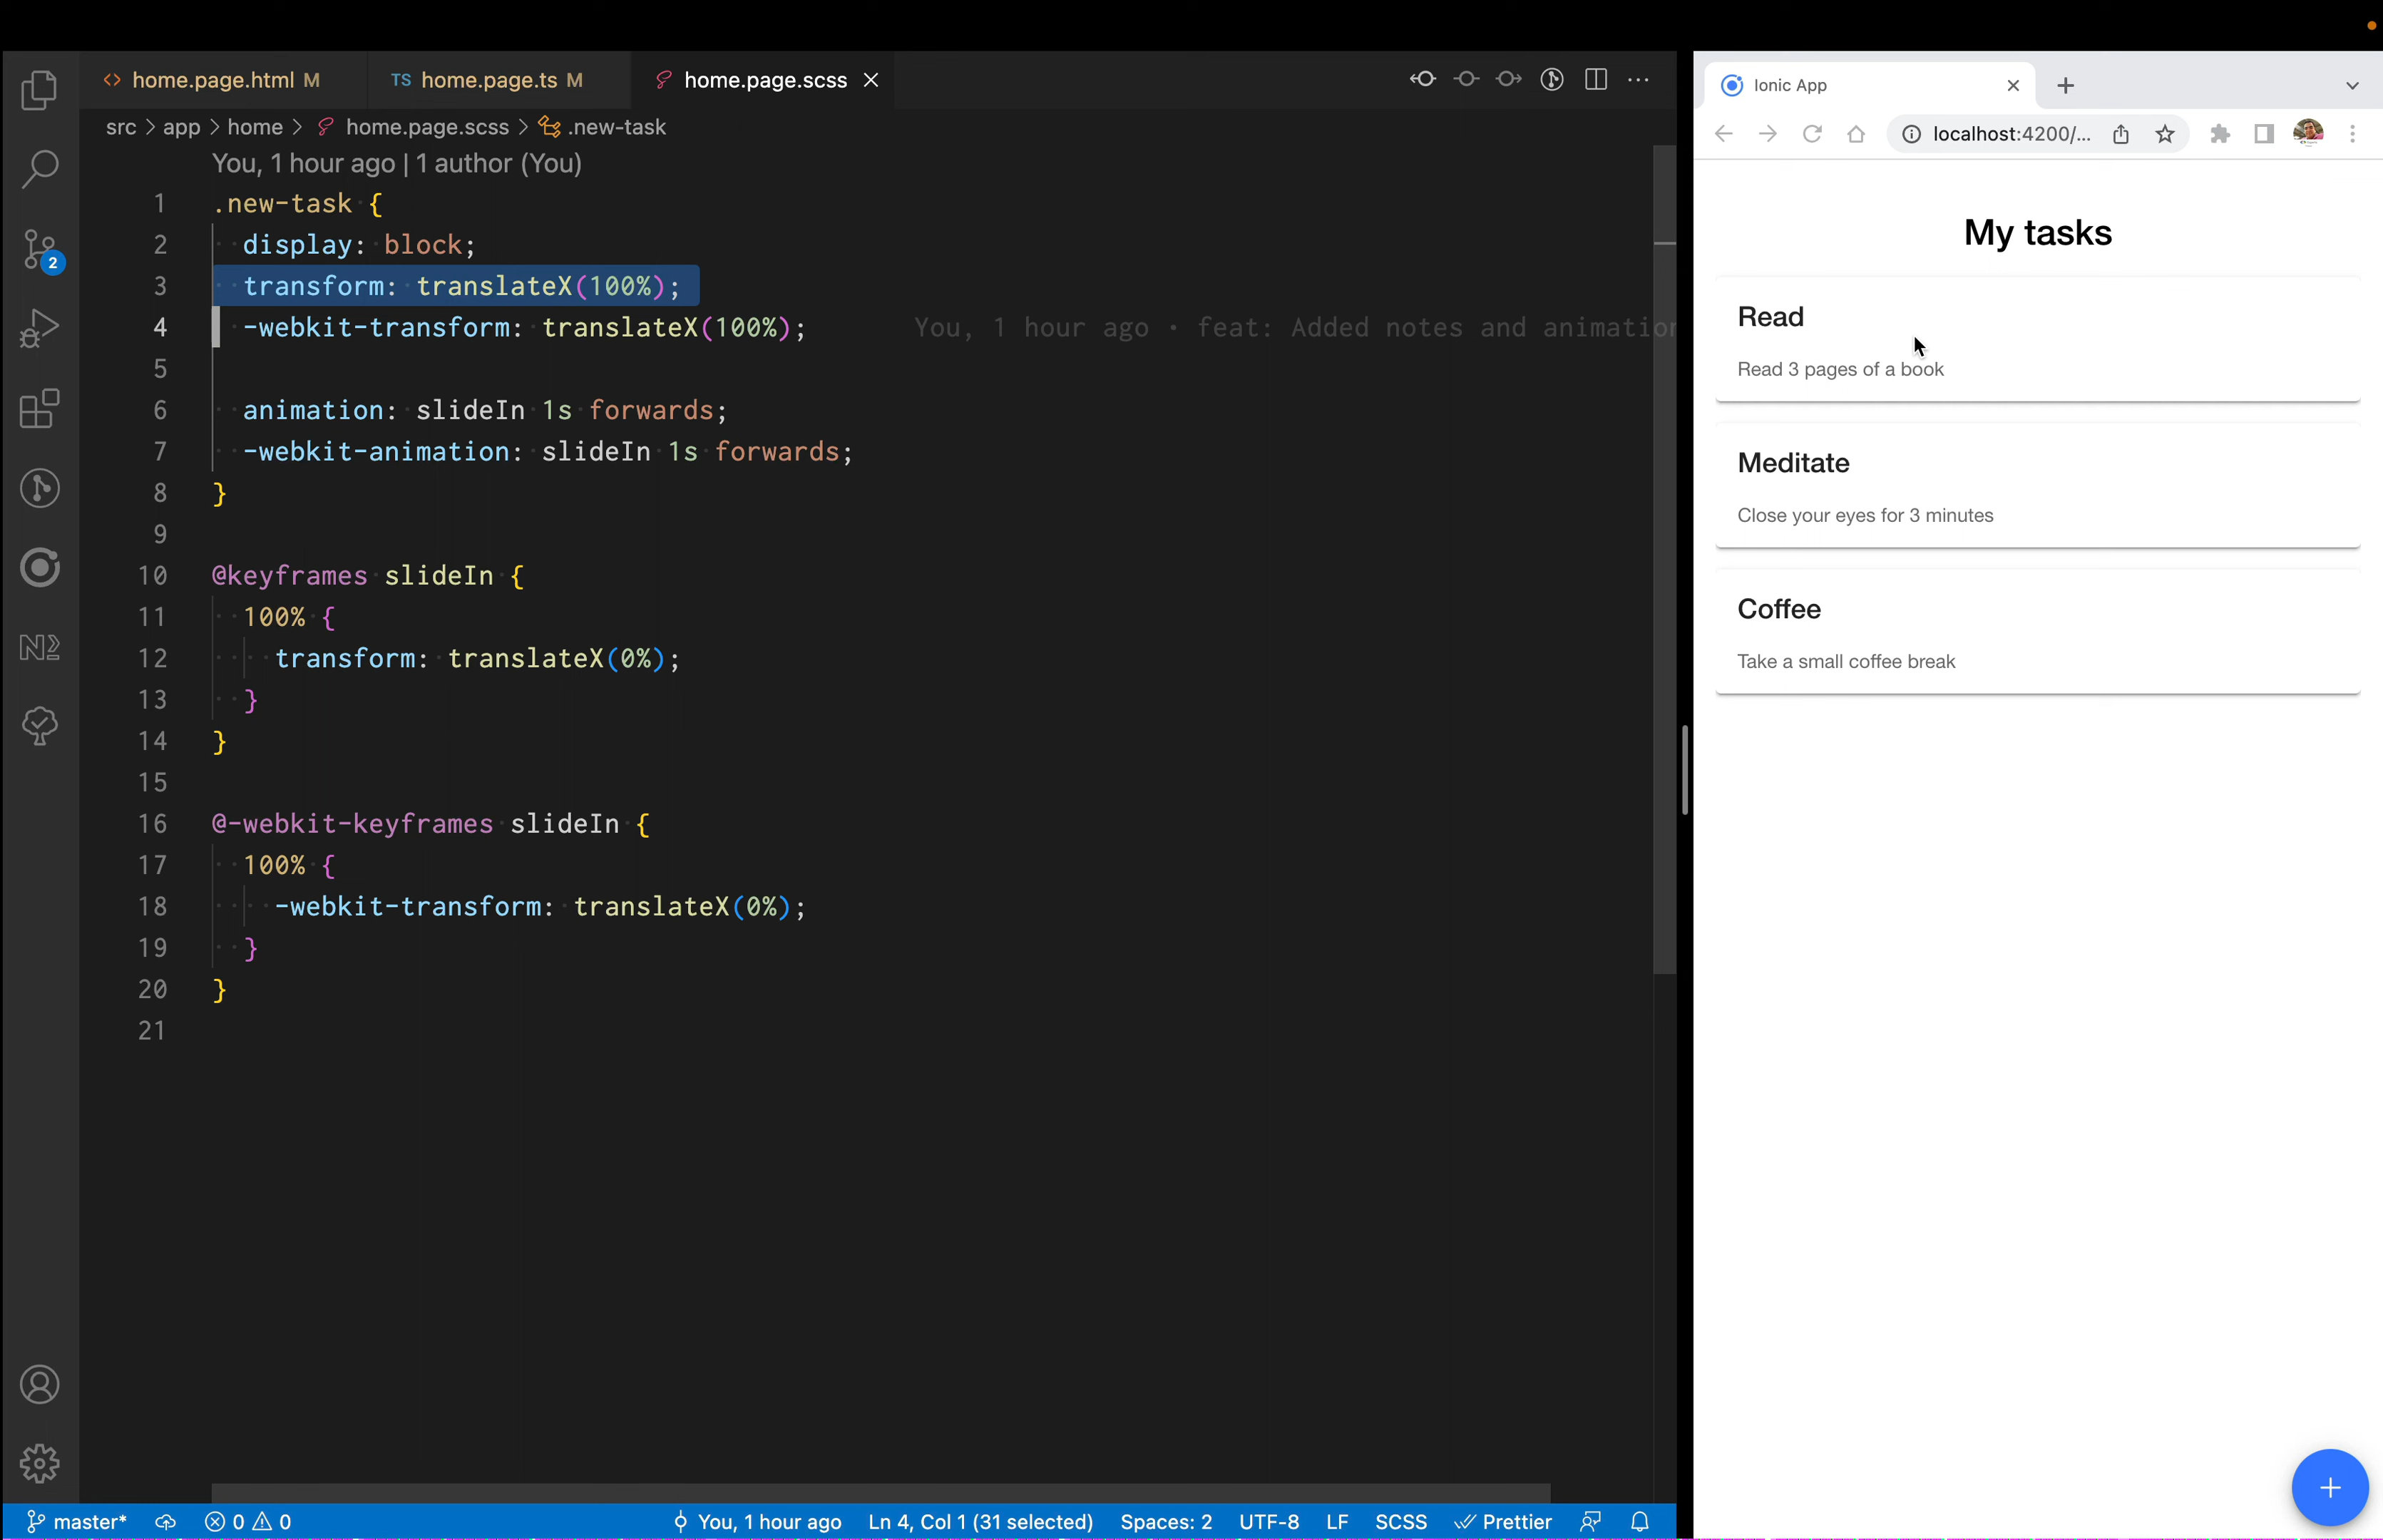 home.page.html M
TS home.page.ts M
home.page.scss
src > app > home > home.page.scss > .new-task
You, 1 hour ago | 1 author (You)
1 .new-task {
2 display: block;
3 transform: translateX(100%);
4 -webkit-transform: translateX(100%); You, 1 hour ago • feat: Added notes and animation
5
6 animation: slideIn 1s forwards;
7 -webkit-animation: slideIn 1s forwards;
8 }
9
10 @keyframes slideIn {
11 100% {
12 transform: translateX(0%);
13 }
14 }
15
16 @-webkit-keyframes slideIn {
17 100% {
18 -webkit-transform: translateX(0%);
19 }
20 }
21
2
master* 0 0 You, 1 hour ago Ln 4, Col 1 (31 selected) Spaces: 2 UTF-8 LF SCSS Prettier
Ionic App
localhost:4200/...
My tasks
Read
Read 3 pages of a book
Meditate
Close your eyes for 3 minutes
Coffee
Take a small coffee break